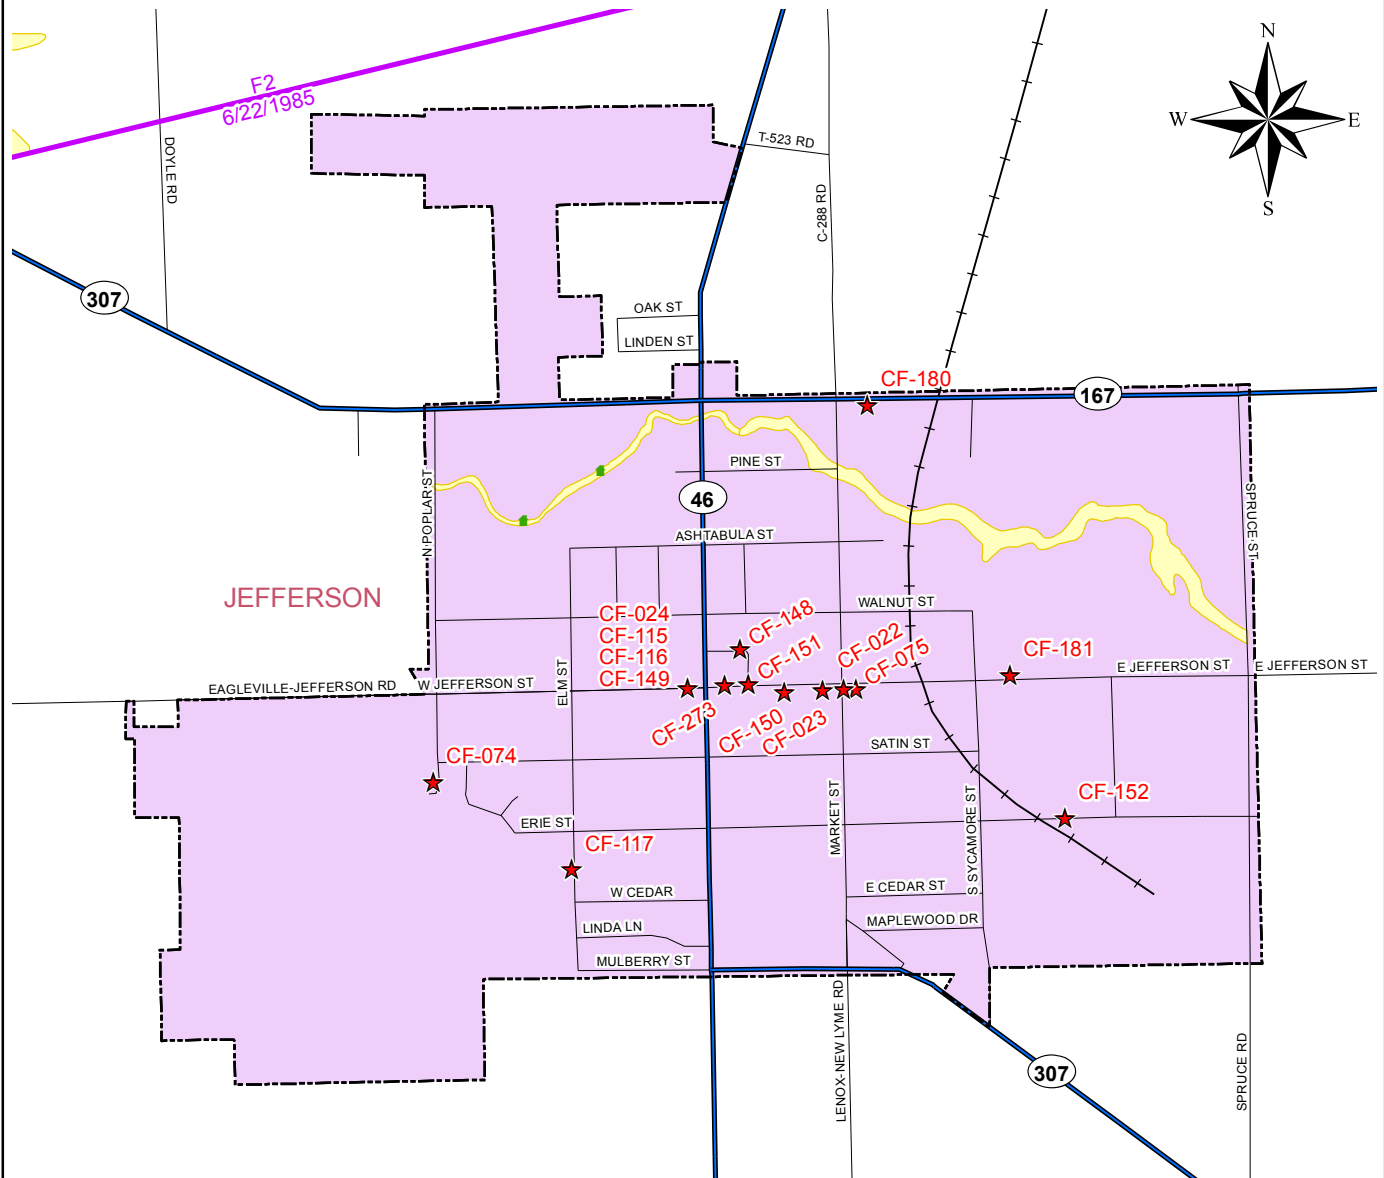 N
F2
6/22/1985
W
E
T-523 RD
DOYLE RD
C-288 RD
S
307
OAK ST
LINDEN ST
CF-180
167
PINE ST
46
N POPLAR ST
SPRUCE ST
ASHTABULA ST
JEFFERSON
WALNUT ST
CF-024
CF-115
CF-116
CF-149
CF-148
CF-151
CF-022
CF-075
CF-181
E JEFFERSON ST
E JEFFERSON ST
EAGLEVILLE-JEFFERSON RD
W JEFFERSON ST
ELM ST
CF-273
CF-150
CF-023
SATIN ST
CF-074
CF-152
MARKET ST
S SYCAMORE ST
ERIE ST
CF-117
W CEDAR
E CEDAR ST
LINDA LN
MAPLEWOOD DR
MULBERRY ST
LENOX-NEW LYME RD
307
SPRUCE RD